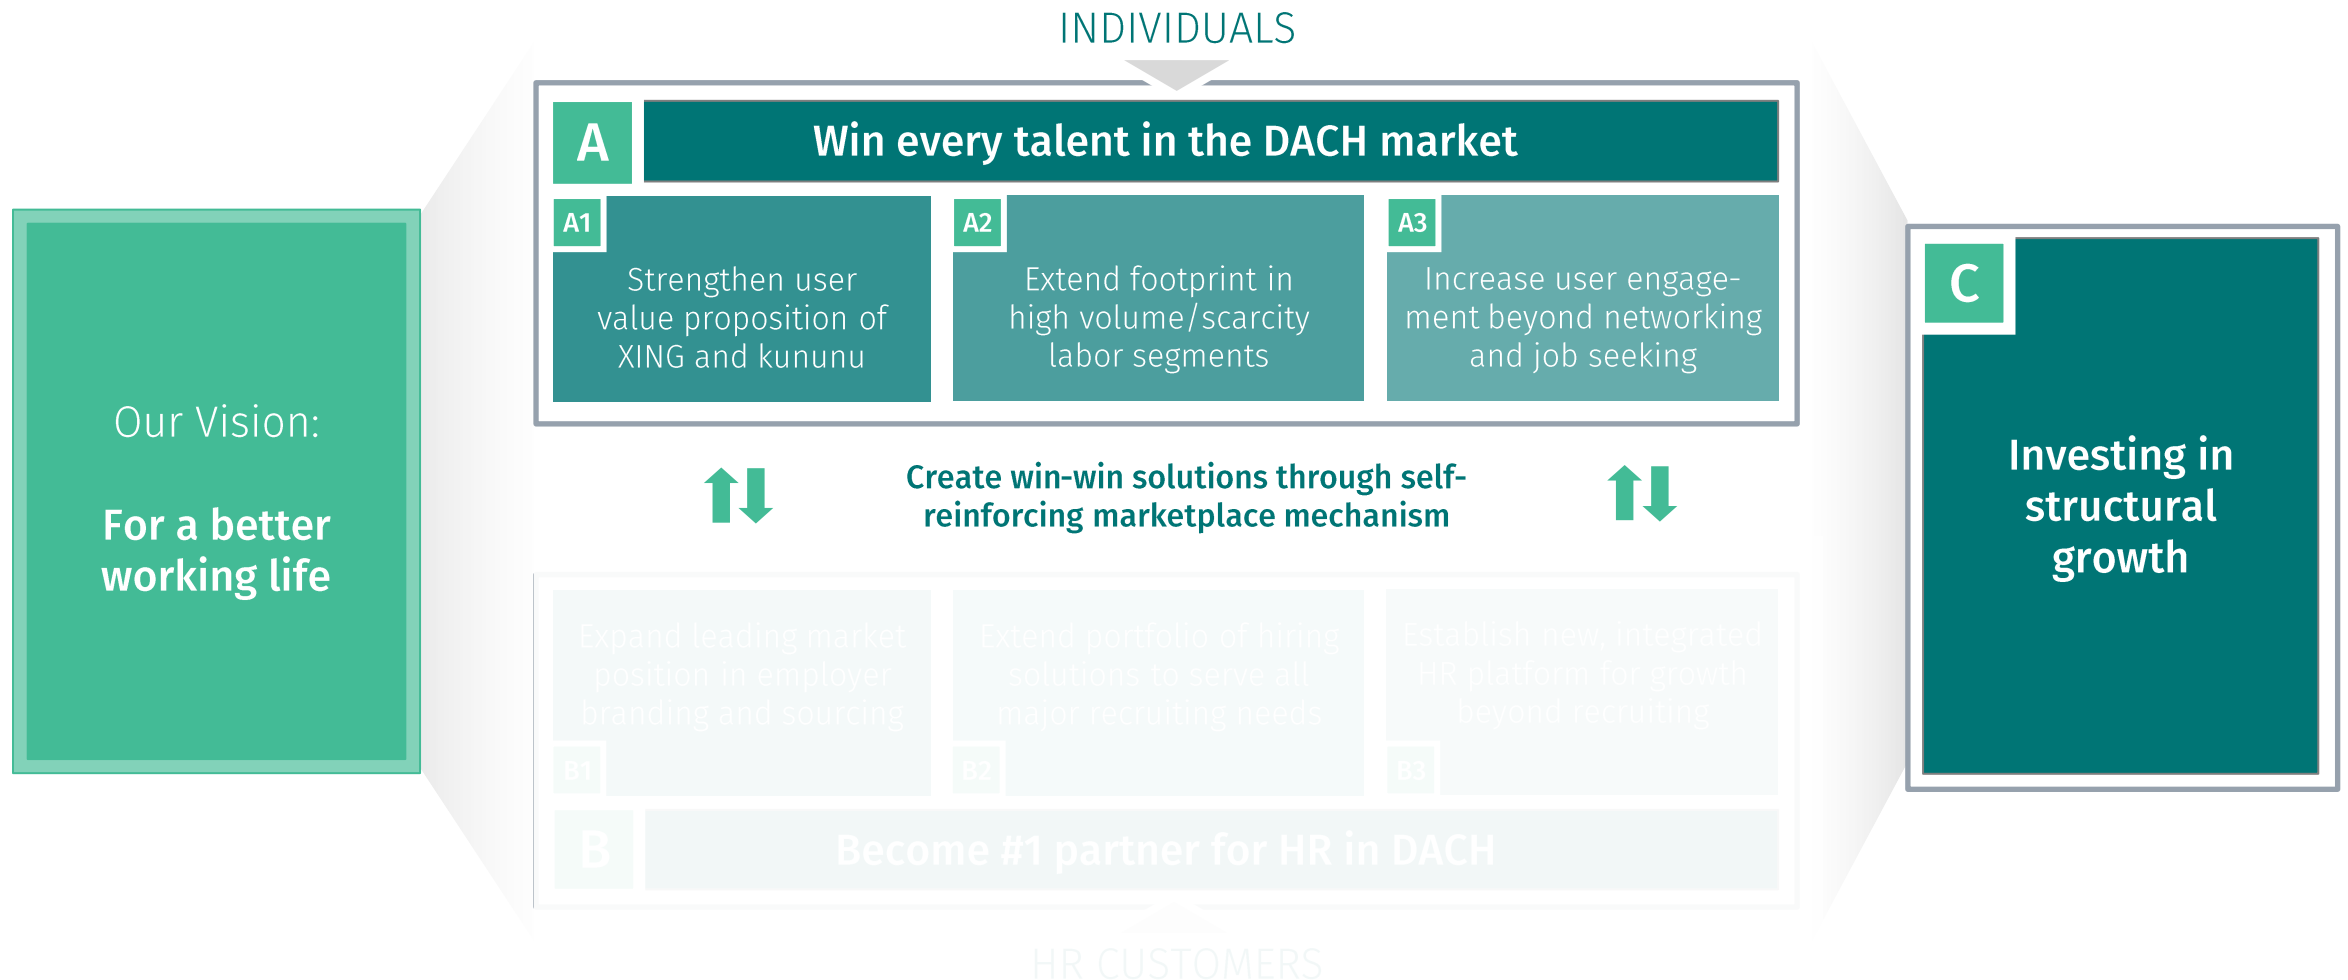 INDIVIDUALS
A
Win every talent in the DACH market
A1
Strengthen user
value proposition of
XING and kununu
A2
Extend footprint in
high volume/scarcity
labor segments
A3
Increase user engage-
ment beyond networking
and job seeking
Our Vision:
For a better
working life
Create win-win solutions through self-
reinforcing marketplace mechanism
C
Investing in
structural
growth
Expand leading market
position in employer
branding and sourcing
B1
Extend portfolio of hiring
solutions to serve all
major recruiting needs
B2
Establish new, integrated
HR platform for growth
beyond recruiting
B3
B
Become #1 partner for HR in DACH
HR CUSTOMERS